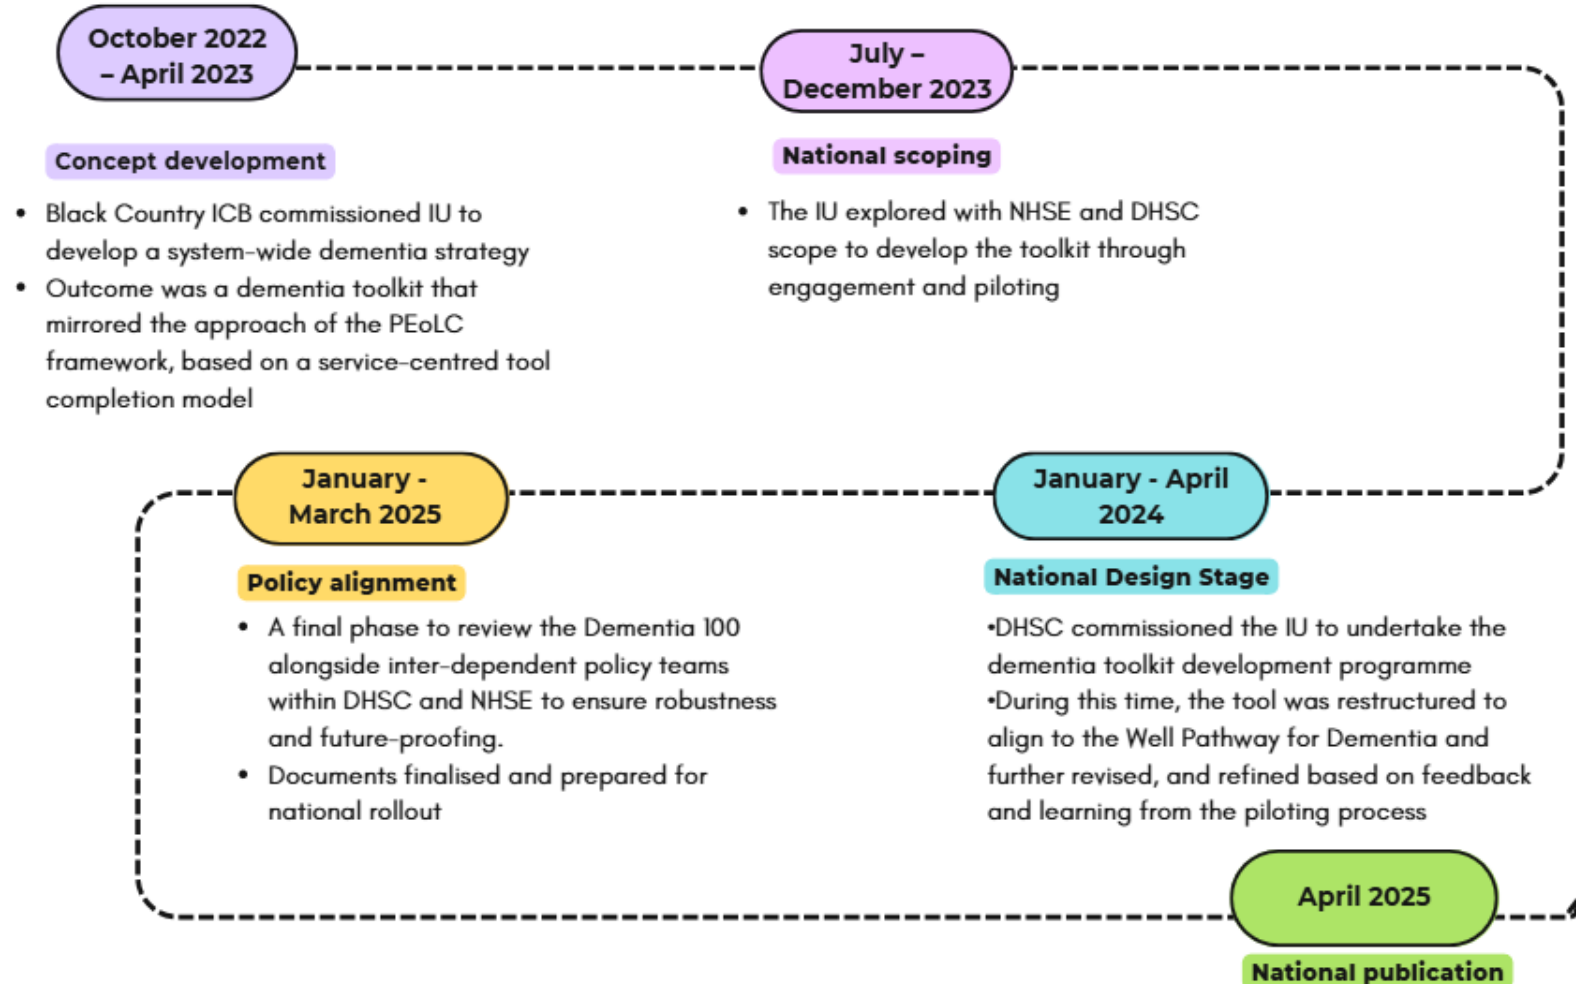 October 2022
– April 2023
Concept development
• Black Country ICB commissioned IU to
develop a system-wide dementia strategy
• Outcome was a dementia toolkit that
mirrored the approach of the PEoLC
framework, based on a service-centred tool
completion model
July –
December 2023
National scoping
• The IU explored with NHSE and DHSC
scope to develop the toolkit through
engagement and piloting
January - April
2024
National Design Stage
•DHSC commissioned the IU to undertake the
dementia toolkit development programme
•During this time, the tool was restructured to
align to the Well Pathway for Dementia and
further revised, and refined based on feedback
and learning from the piloting process
January -
March 2025
Policy alignment
• A final phase to review the Dementia 100
alongside inter-dependent policy teams
within DHSC and NHSE to ensure robustness
and future-proofing.
• Documents finalised and prepared for
national rollout
April 2025
National publication